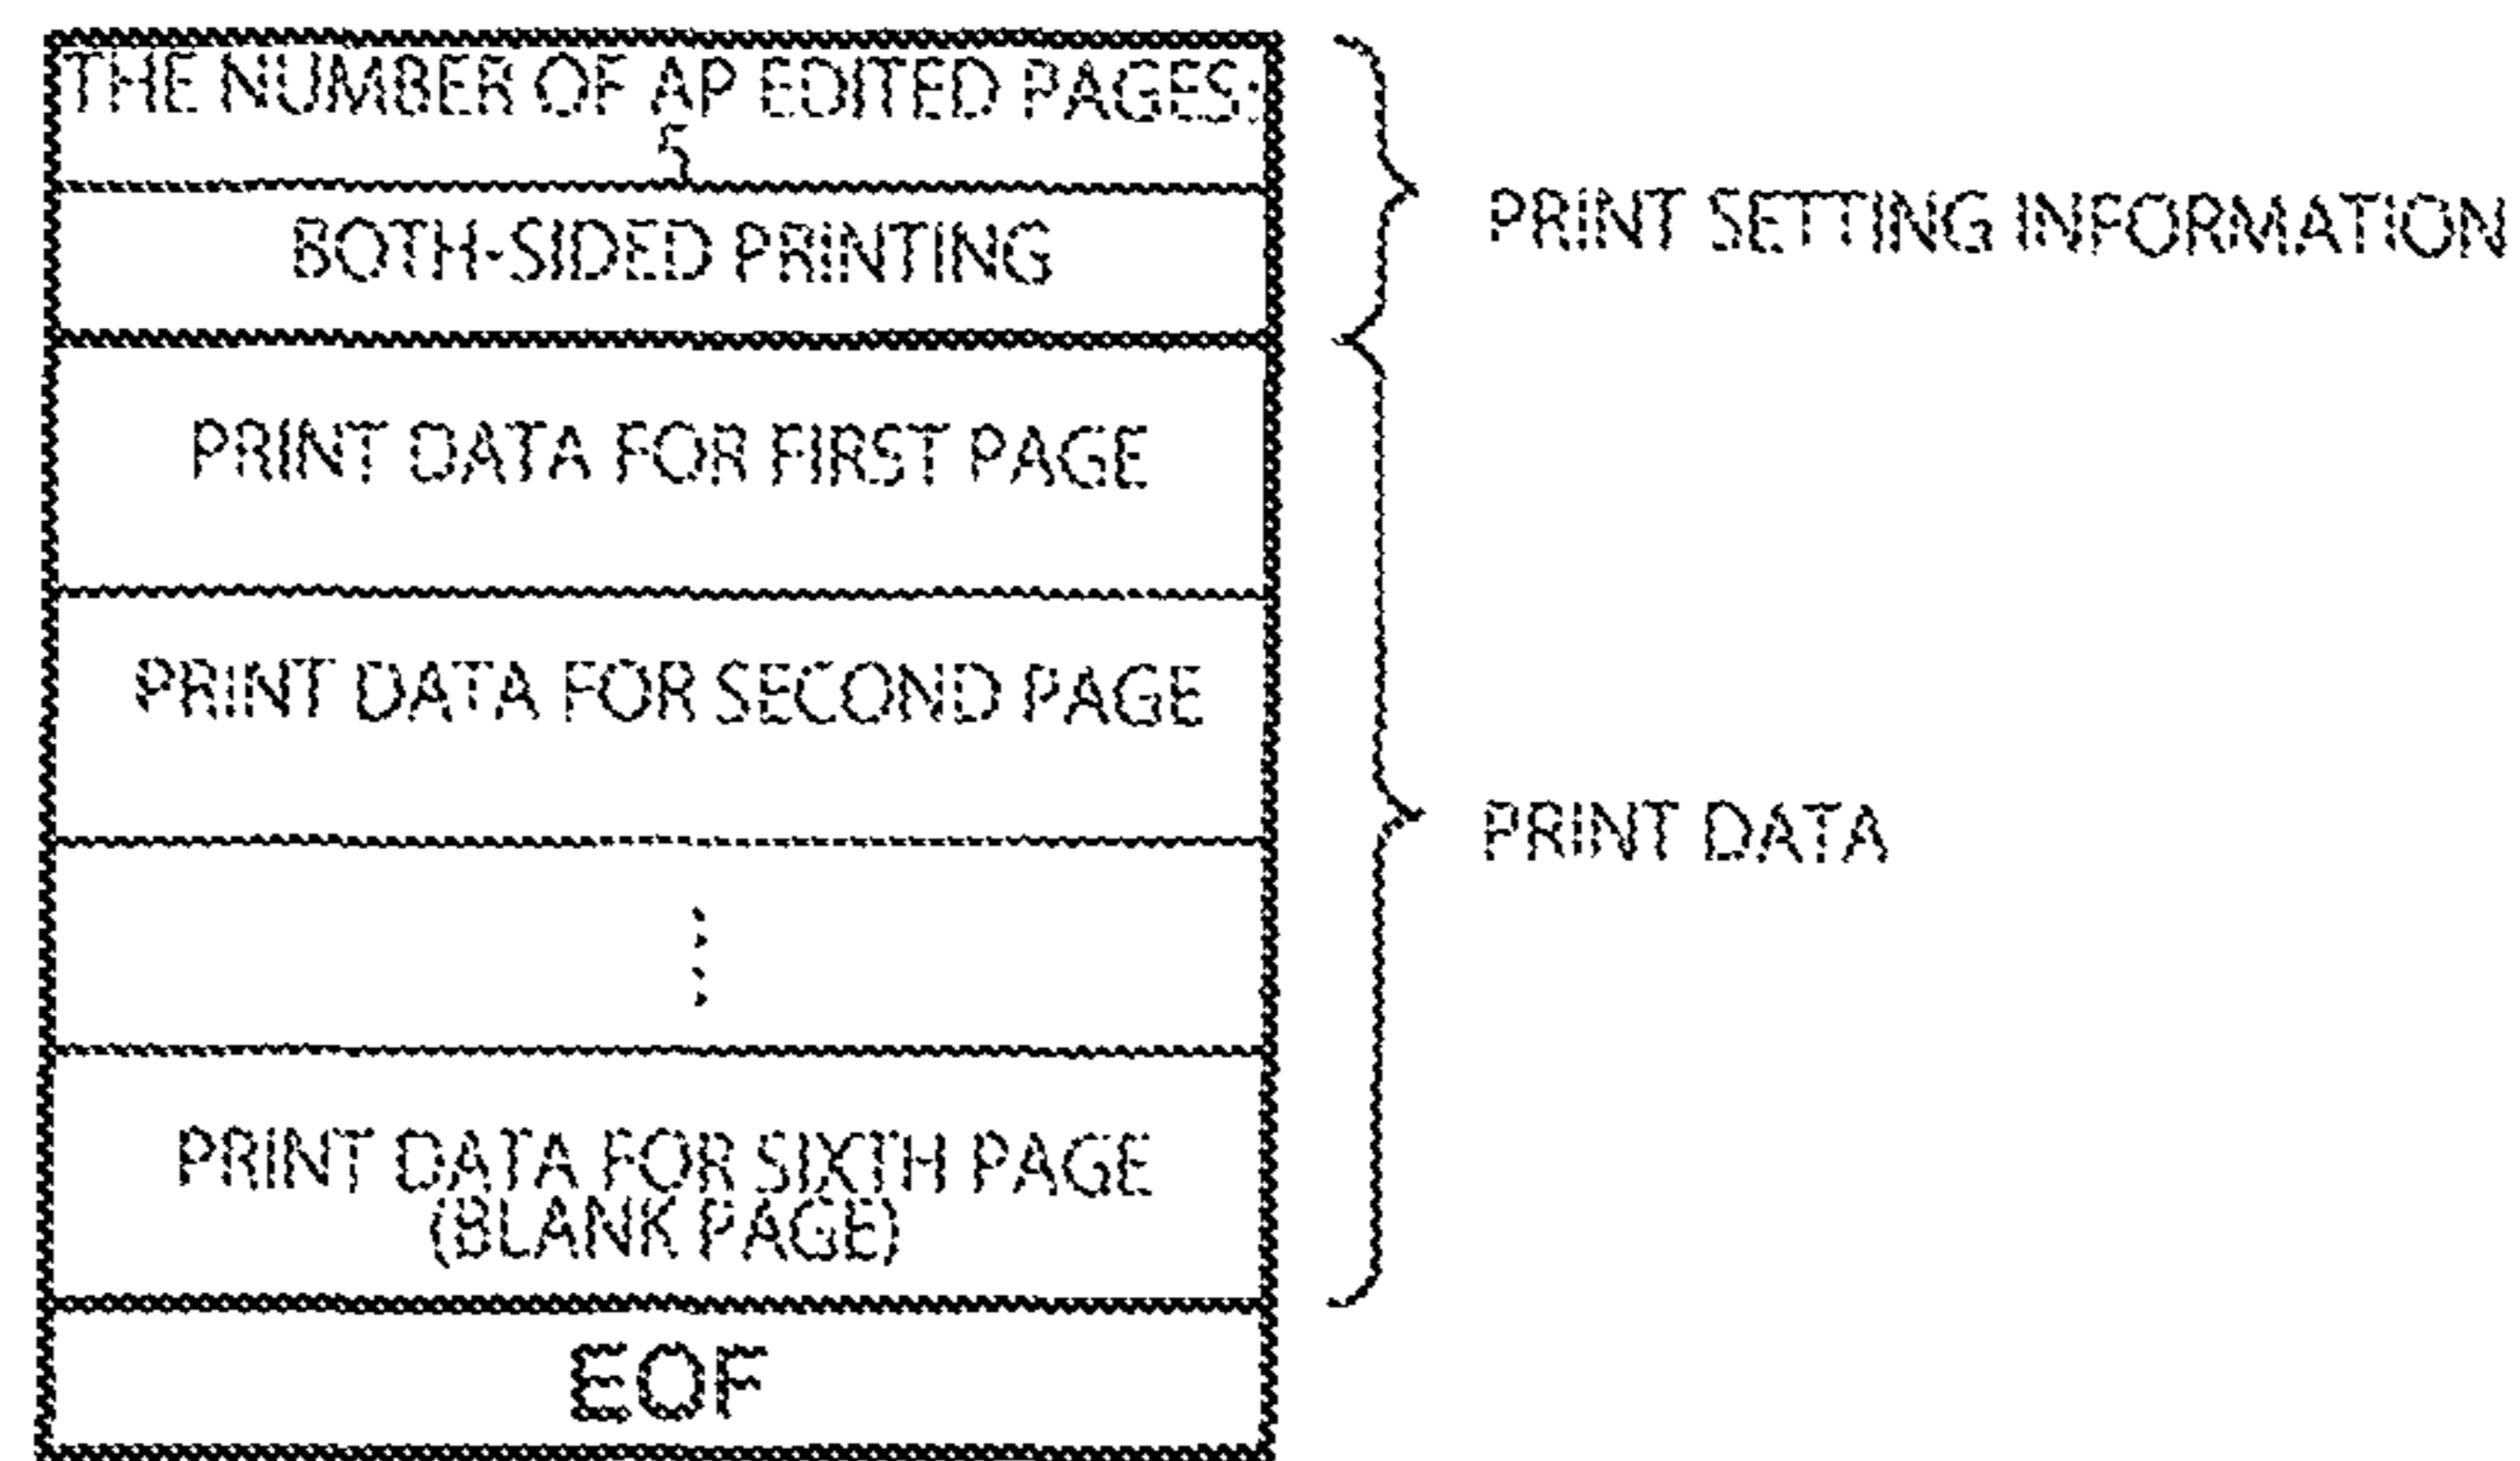 THE NUMBER OF AP EDITED PAGES:
5
BOTH-SIDED PRINTING
PRINT SETTING INFORMATION
PRINT DATA FOR FIRST PAGE
PRINT DATA FOR SECOND PAGE
PRINT DATA
PRINT DATA FOR SIXTH PAGE
(BLANK PAGE)
EOF